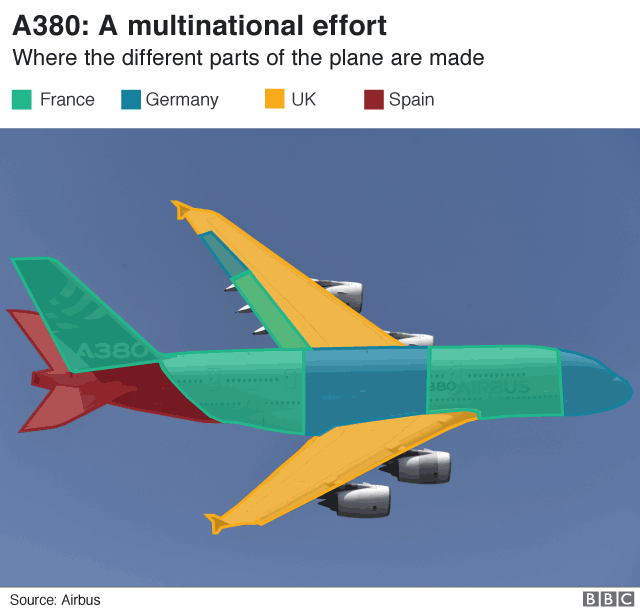 A380: A multinational effort
Where the different parts of the plane are made
France Germany UK Spain
A380
380 AIRBUS
Source: Airbus
BBC